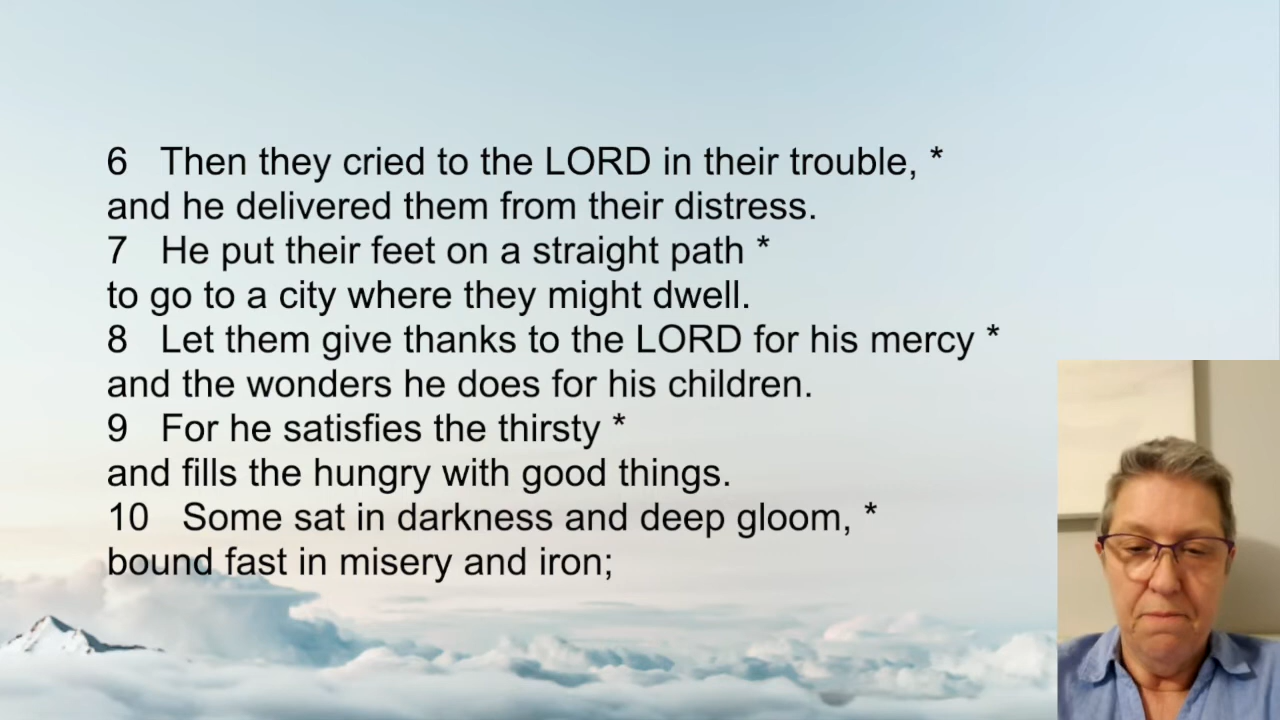 6 Then they cried to the LORD in their trouble, *
and he delivered them from their distress.
7 He put their feet on a straight path *
to go to a city where they might dwell.
8 Let them give thanks to the LORD for his mercy *
and the wonders he does for his children.
9 For he satisfies the thirsty *
and fills the hungry with good things.
10 Some sat in darkness and deep gloom, *
bound fast in misery and iron;